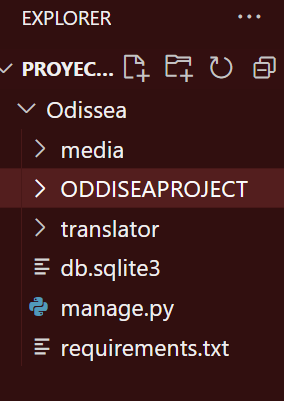 EXPLORER
PROYEC...
Odissea
media
ODDISEAPROJECT
translator
db.sqlite3
manage.py
requirements.txt